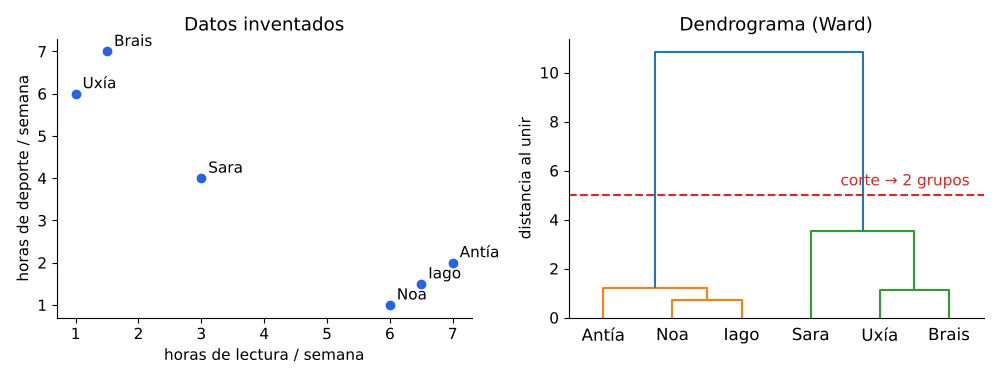 Datos inventados
horas de deporte / semana
7
6
5
4
3
2
1
Brais
Uxía
Sara
Antía
Iago
Noa
1
2
3
4
5
6
7
horas de lectura / semana
Dendrograma (Ward)
distancia al unir
10
8
6
4
2
0
corte → 2 grupos
Antía
Noa
Iago
Sara
Uxía
Brais